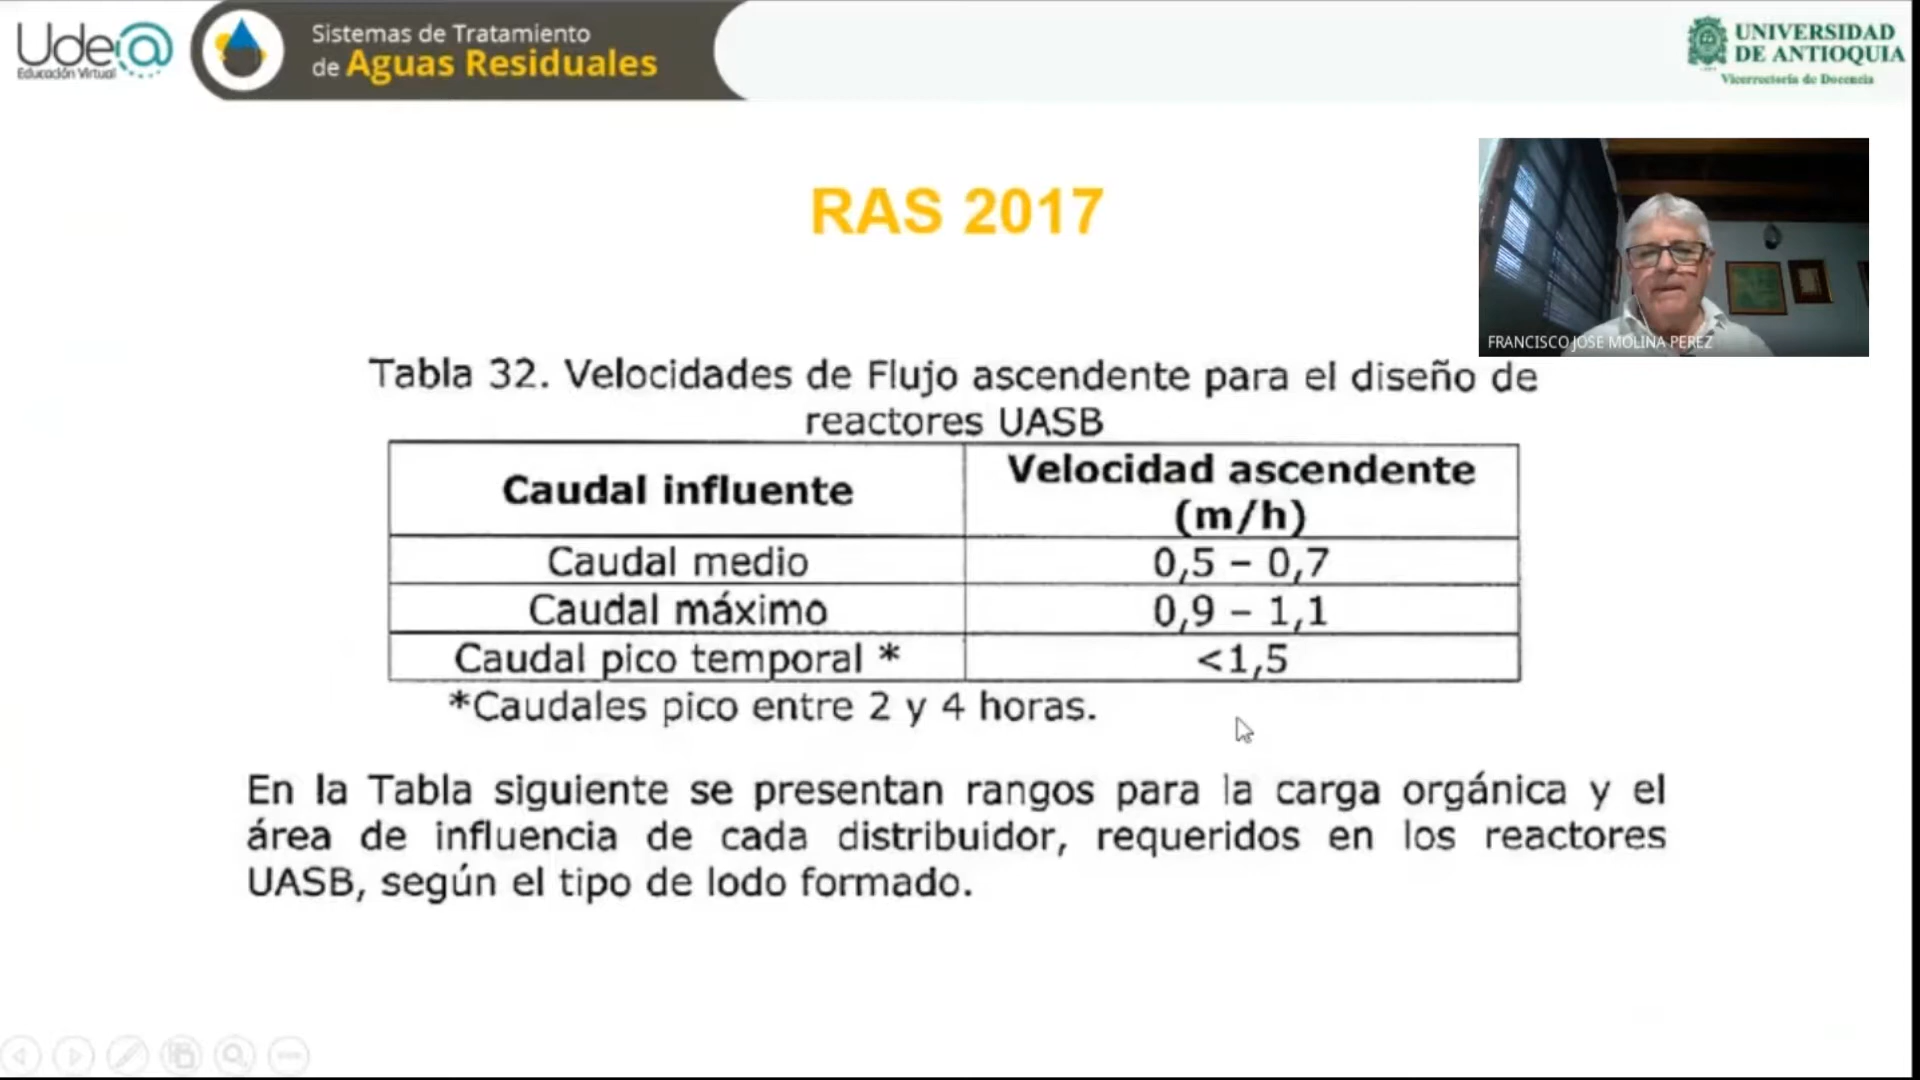 Ude@
Educación Virtual
Sistemas de Tratamiento
de Aguas Residuales
UNIVERSIDAD
DE ANTIOQUIA
Vicerrectoría de Docencia
RAS 2017
FRANCISCO JOSE MOLINA PEREZ
Tabla 32. Velocidades de Flujo ascendente para el diseño de
reactores UASB
Caudal influente
Velocidad ascendente
(m/h)
Caudal medio
0,5 – 0,7
Caudal máximo
0,9 – 1,1
Caudal pico temporal *
<1,5
*Caudales pico entre 2 y 4 horas.
En la Tabla siguiente se presentan rangos para la carga orgánica y el
área de influencia de cada distribuidor, requeridos en los reactores
UASB, según el tipo de lodo formado.